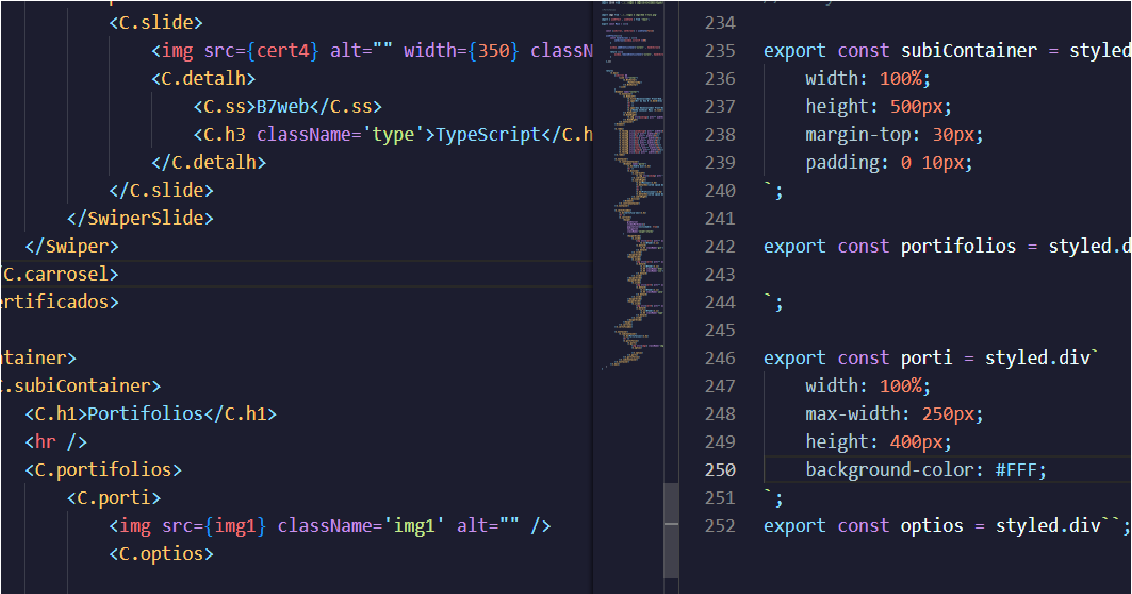 <C.slide>
<img src={cert4} alt="" width={350} classN
<C.detalh>
<C.ss>B7web</C.ss>
<C.h3 className='type'>TypeScript</C.h
</C.detalh>
</C.slide>
</SwiperSlide>
</Swiper>
C.carrosel>
ertificados>
ntainer>
C.subiContainer>
<C.h1>Portifolios</C.h1>
<hr />
<C.portifolios>
<C.porti>
<img src={img1} className='img1' alt="" />
<C.optios>
234
235 export const subiContainer = styled
236 width: 100%;
237 height: 500px;
238 margin-top: 30px;
239 padding: 0 10px;
240 `;
241
242 export const portifolios = styled.d
243
244 `;
245
246 export const porti = styled.div`
247 width: 100%;
248 max-width: 250px;
249 height: 400px;
250 background-color: #FFF;
251 `;
252 export const optios = styled.div``;